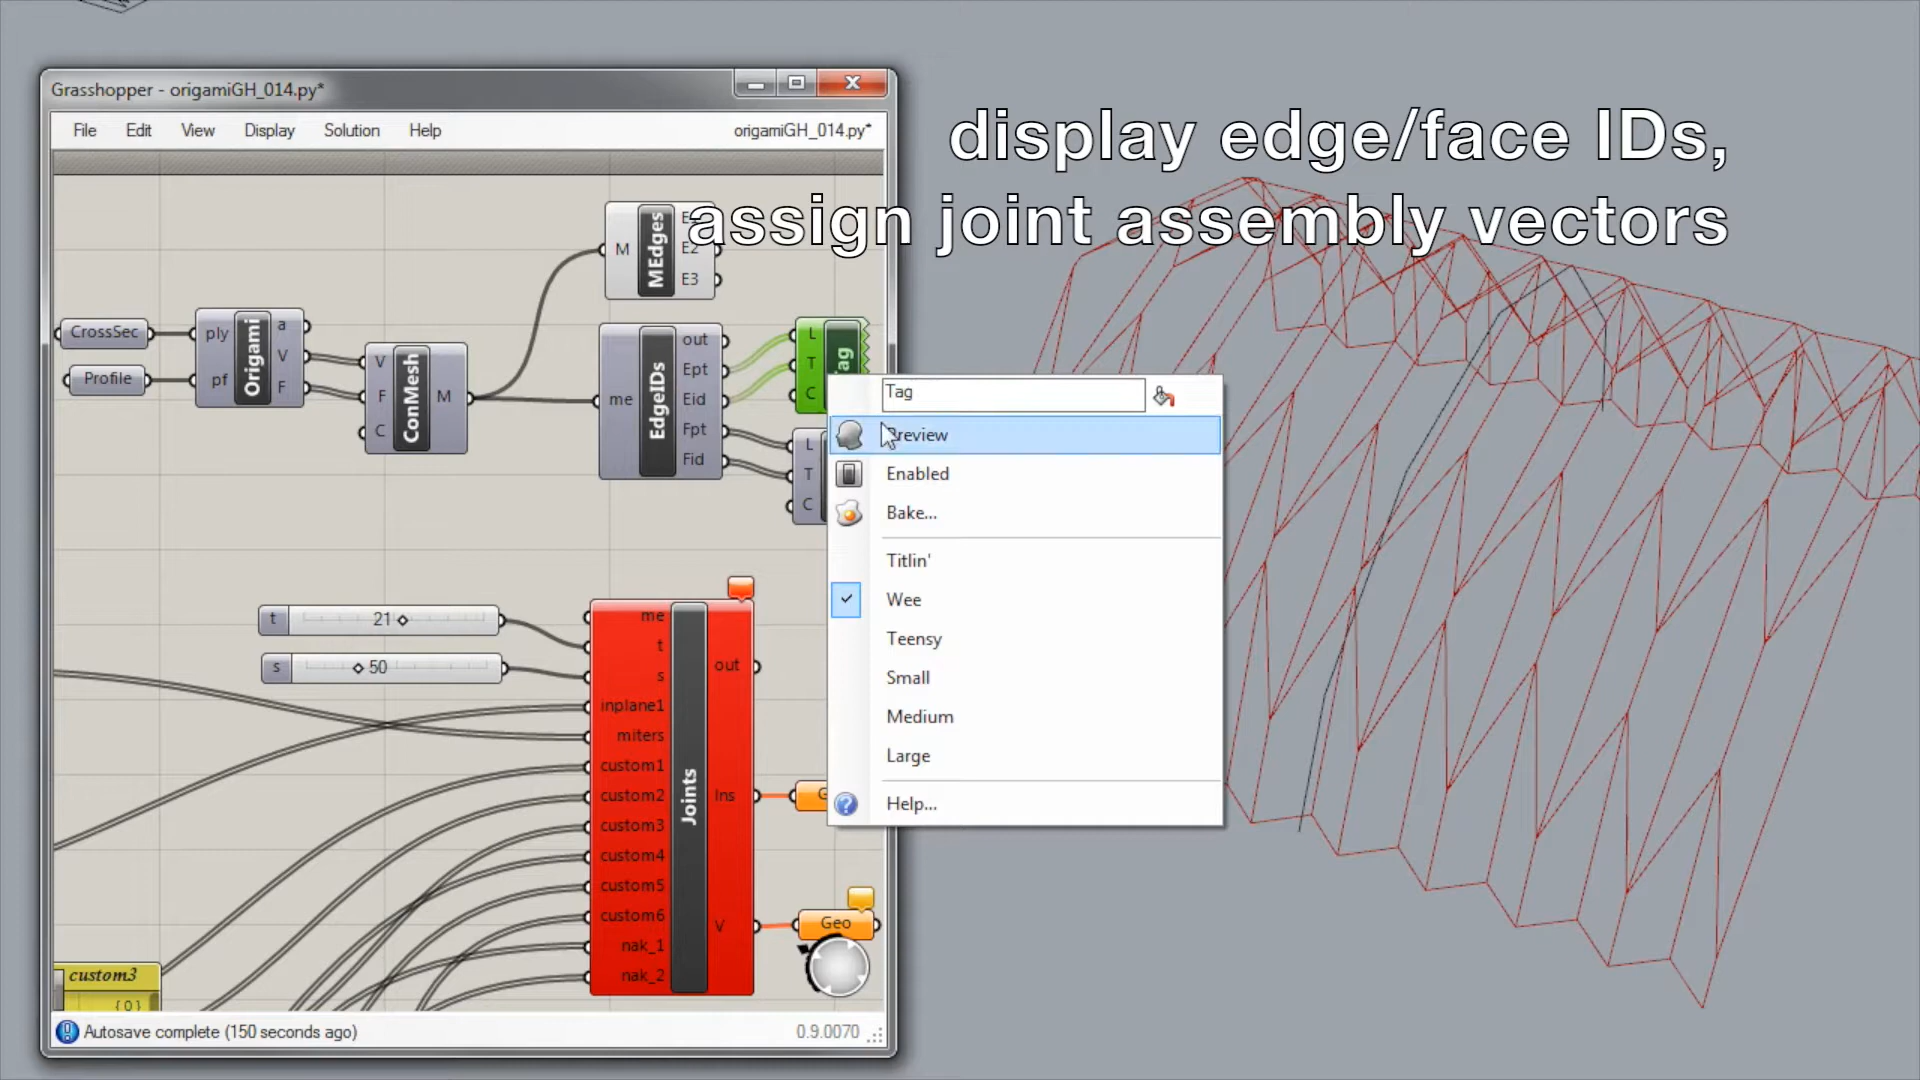 display edge/face IDs,
assign joint assembly vectors
Grasshopper - origamiGH_014.py*
File Edit View Display Solution Help origamiGH_014.py*
CrossSec
Profile
ply
pf
Origami
a
V
F
V
F
C
ConMesh
M
M
MEdges
E2
E3
me
EdgeIDs
out
Ept
Eid
Fpt
Fid
L
T
C
L
T
C
Tag
Preview
Enabled
Bake...
Titlin'
Wee
Teensy
Small
Medium
Large
Help...
t 21
s 50
me
t
s
inplane1
miters
custom1
custom2
custom3
custom4
custom5
custom6
nak_1
nak_2
Joints
out
Ins
V
Geo
custom3
{0}
Autosave complete (150 seconds ago) 0.9.0070